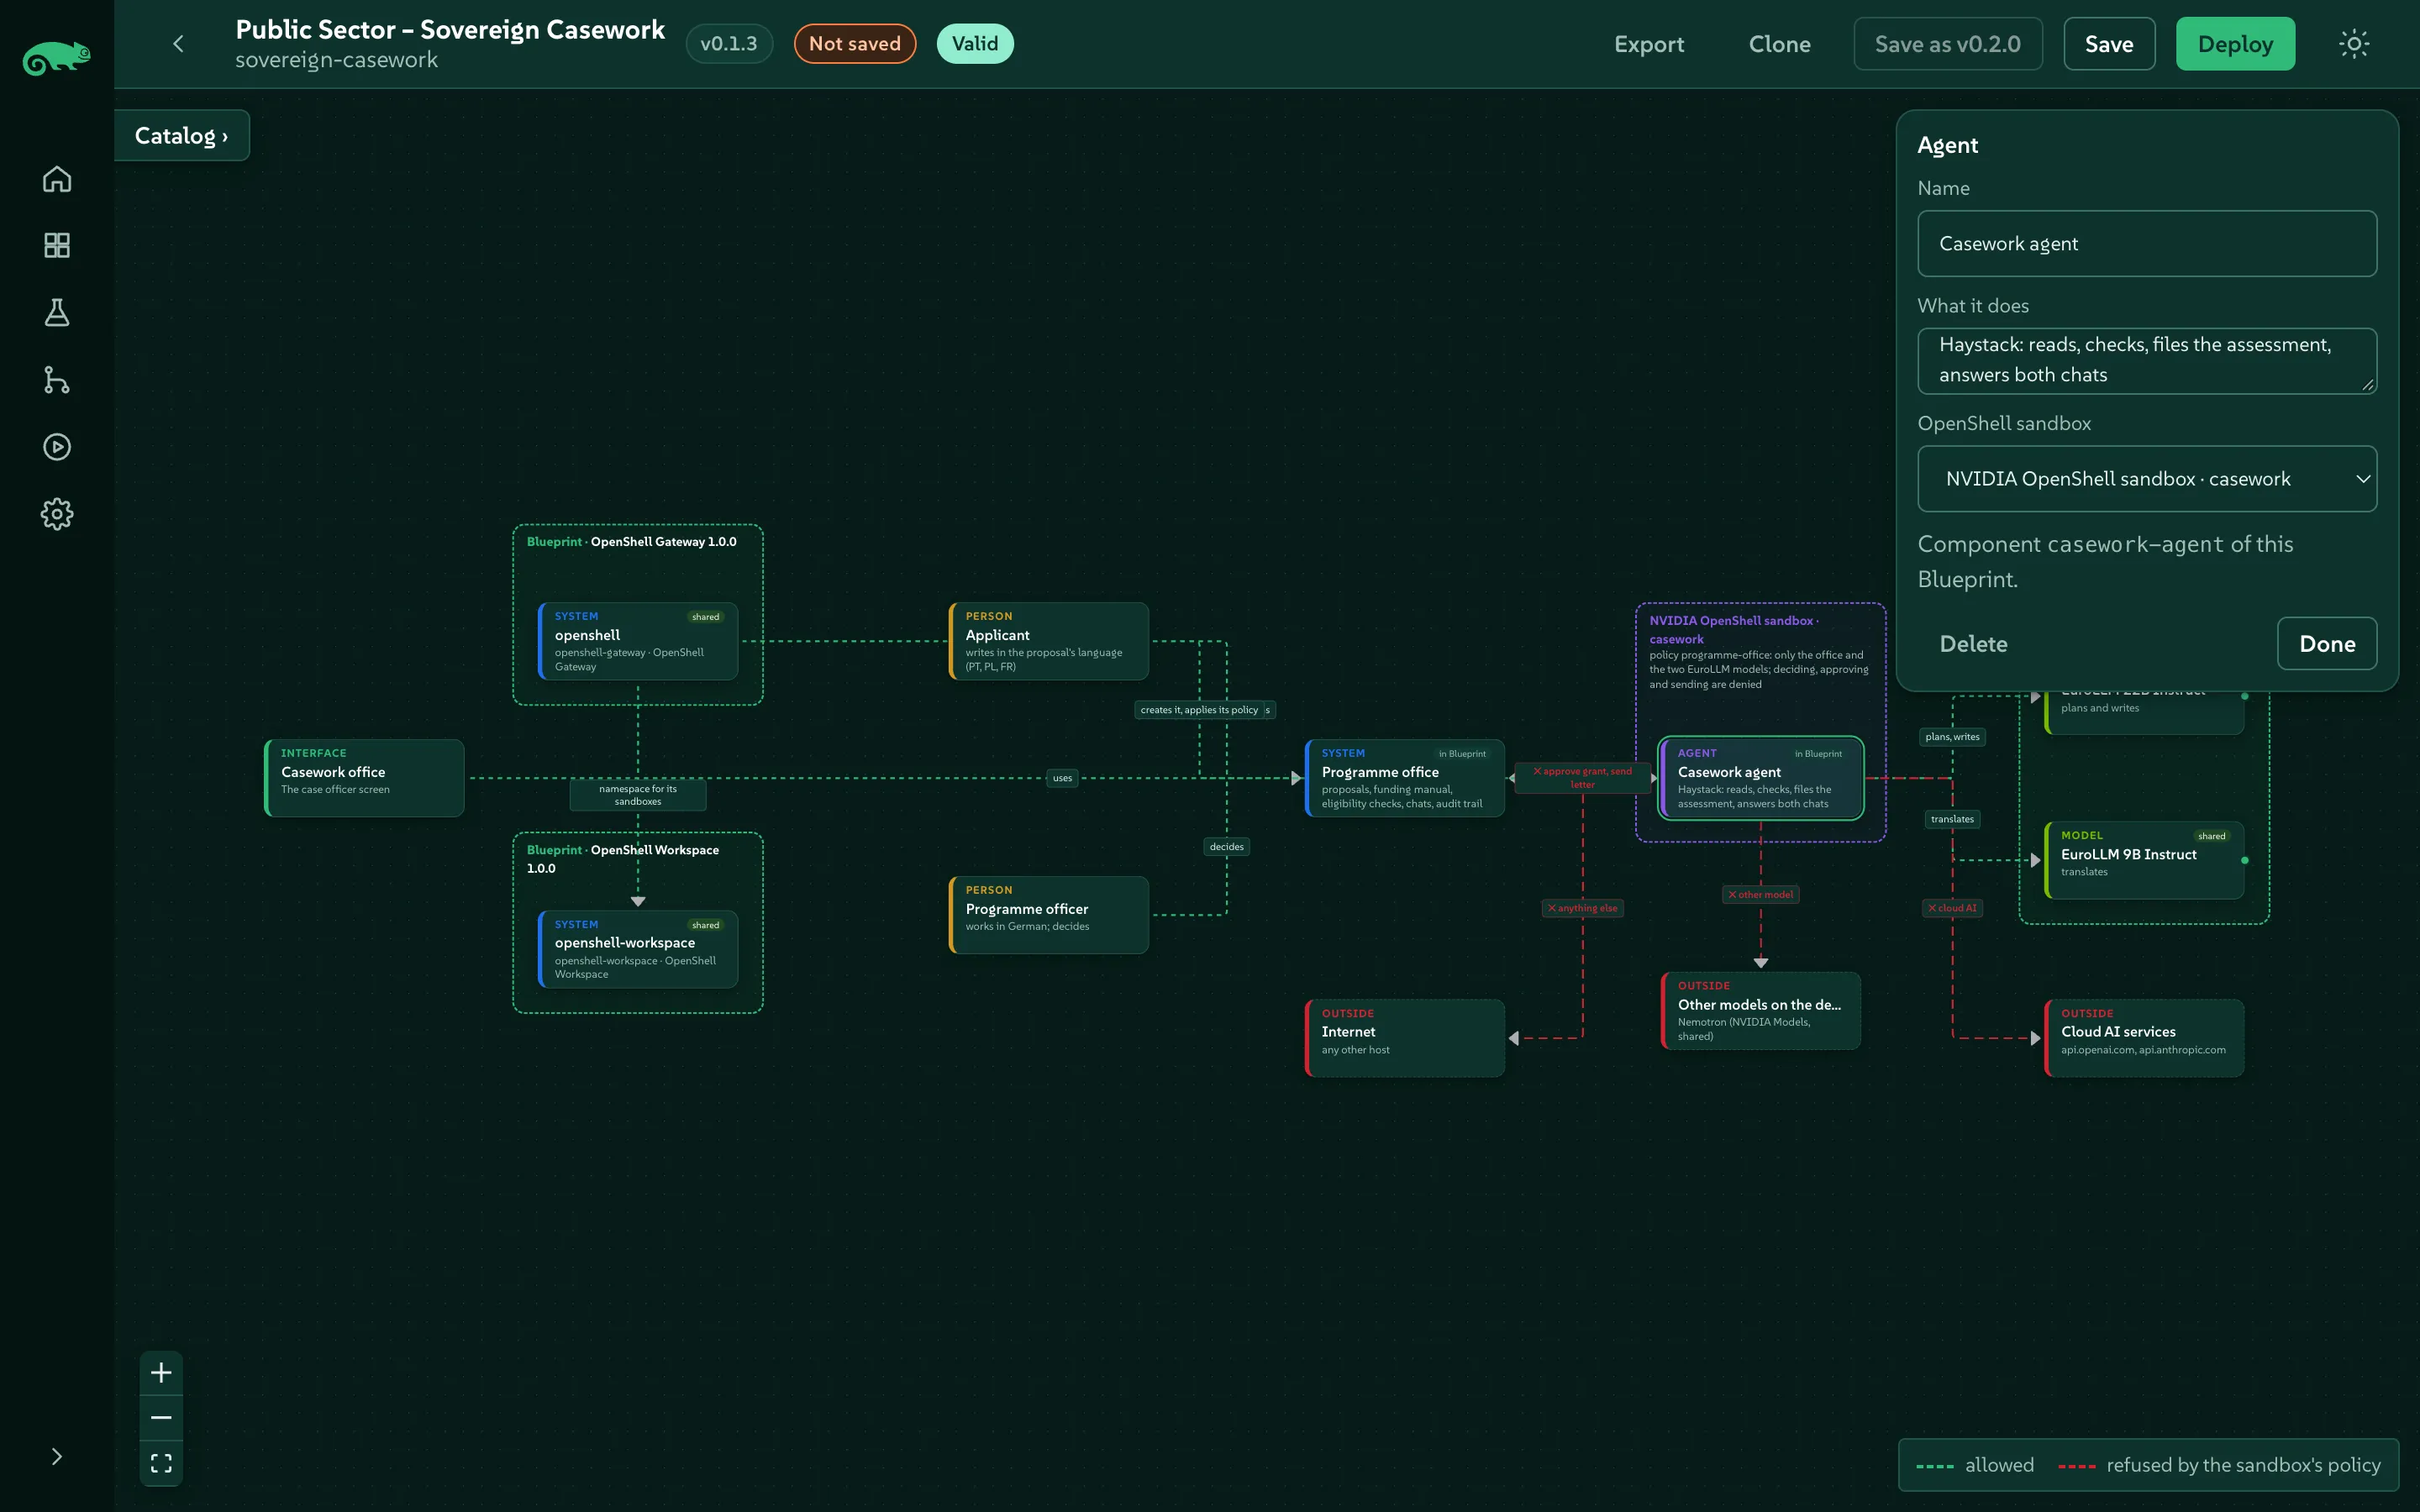 Public Sector – Sovereign Casework
sovereign-casework
v0.1.3
Not saved
Valid
Export
Clone
Save as v0.2.0
Save
Deploy
Catalog ›
Agent
Name
Casework agent
What it does
Haystack: reads, checks, files the assessment,
answers both chats
OpenShell sandbox
NVIDIA OpenShell sandbox · casework
Component casework-agent of this
Blueprint.
Delete
Done
Blueprint · OpenShell Gateway 1.0.0
SYSTEM
shared
openshell
openshell-gateway · OpenShell
Gateway
PERSON
Applicant
writes in the proposal's language
(PT, PL, FR)
NVIDIA OpenShell sandbox ·
casework
policy programme-office: only the office and
the two EuroLLM models; deciding, approving
and sending are denied
creates it, applies its policy
s
plans and writes
plans, writes
INTERFACE
Casework office
The case officer screen
uses
namespace for its
sandboxes
SYSTEM
in Blueprint
Programme office
proposals, funding manual,
eligibility checks, chats, audit trail
✕ approve grant, send
letter
AGENT
in Blueprint
Casework agent
Haystack: reads, checks, files the
assessment, answers both chats
translates
decides
MODEL
shared
EuroLLM 9B Instruct
translates
Blueprint · OpenShell Workspace
1.0.0
SYSTEM
shared
openshell-workspace
openshell-workspace · OpenShell
Workspace
PERSON
Programme officer
works in German; decides
✕ anything else
✕ other model
✕ cloud AI
OUTSIDE
Internet
any other host
OUTSIDE
Other models on the de...
Nemotron (NVIDIA Models,
shared)
OUTSIDE
Cloud AI services
api.openai.com, api.anthropic.com
allowed
refused by the sandbox's policy